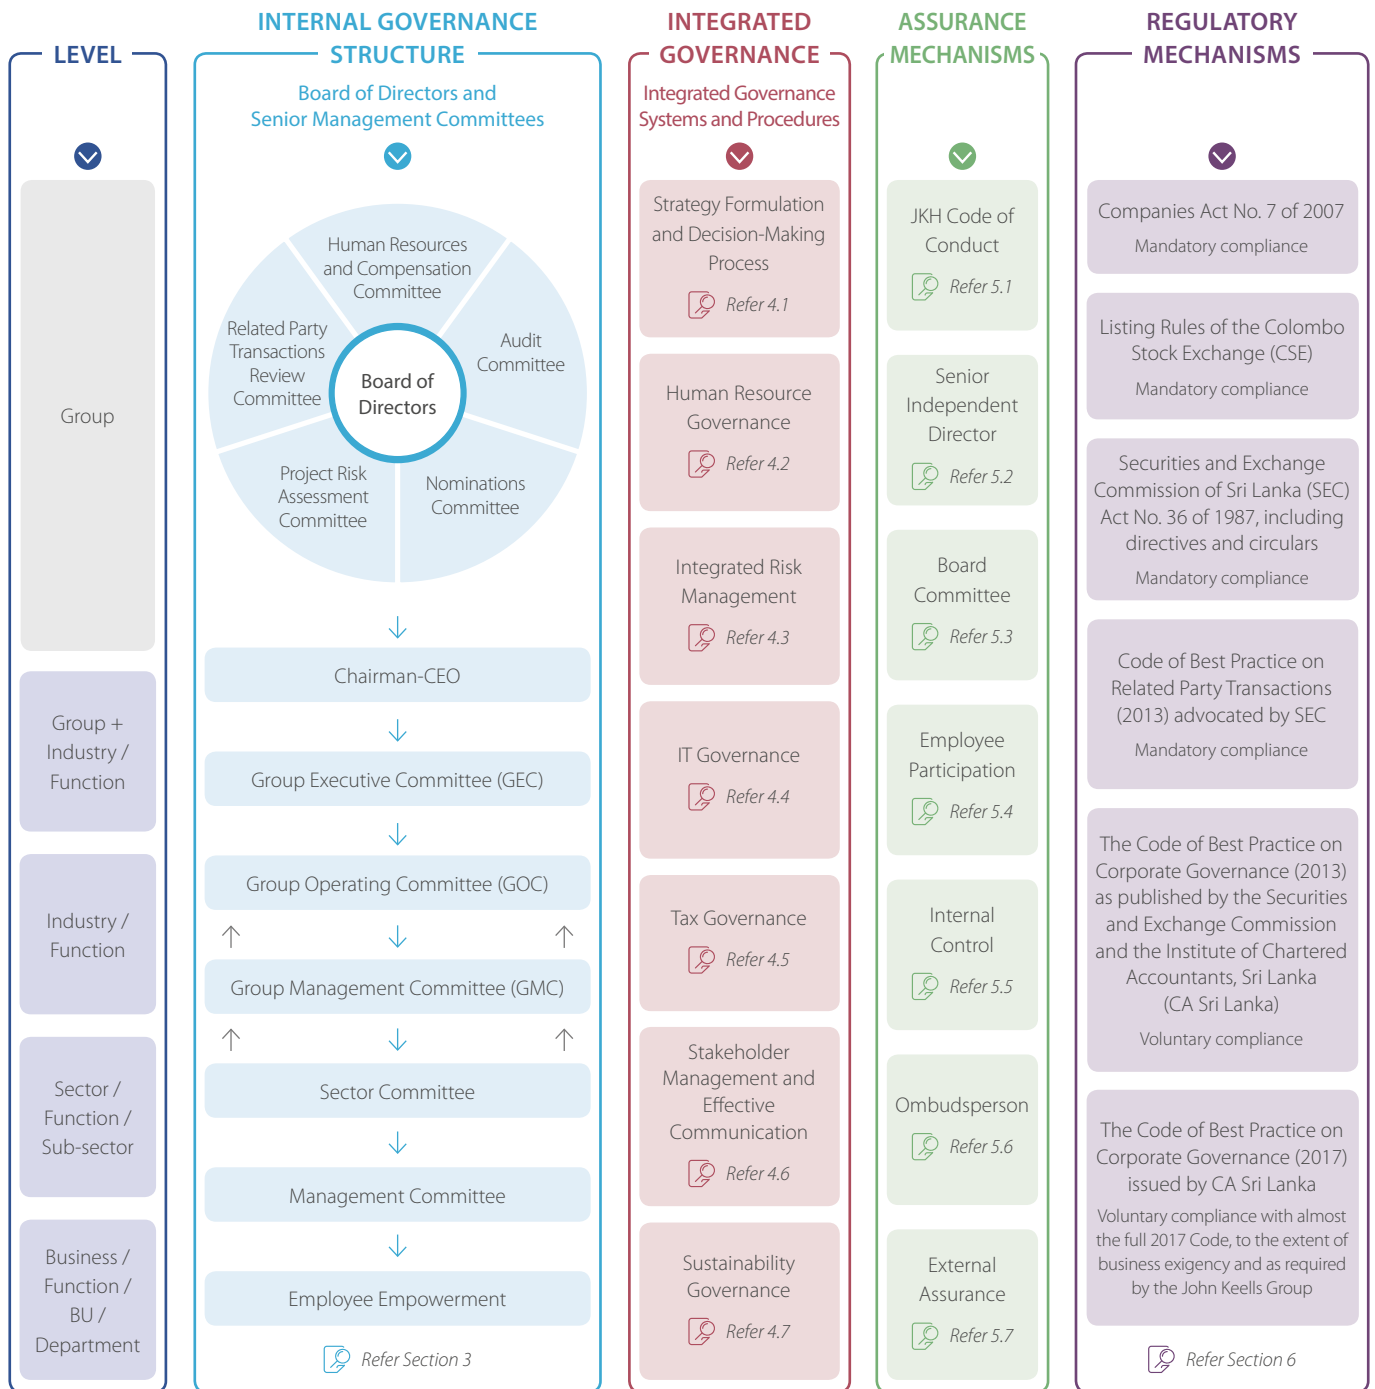 LEVEL
Group
Group +
Industry /
Function
Industry /
Function
Sector /
Function /
Sub-sector
Business /
Function /
BU /
Department
INTERNAL GOVERNANCE
STRUCTURE
Board of Directors and
Senior Management Committees
Human Resources
and Compensation
Committee
Related Party
Transactions
Review
Committee
Audit
Committee
Board of
Directors
Project Risk
Assessment
Committee
Nominations
Committee
Chairman-CEO
Group Executive Committee (GEC)
Group Operating Committee (GOC)
Group Management Committee (GMC)
Sector Committee
Management Committee
Employee Empowerment
Refer Section 3
INTEGRATED
GOVERNANCE
Integrated Governance
Systems and Procedures
Strategy Formulation
and Decision-Making
Process
Refer 4.1
Human Resource
Governance
Refer 4.2
Integrated Risk
Management
Refer 4.3
IT Governance
Refer 4.4
Tax Governance
Refer 4.5
Stakeholder
Management and
Effective
Communication
Refer 4.6
Sustainability
Governance
Refer 4.7
ASSURANCE
MECHANISMS
JKH Code of
Conduct
Refer 5.1
Senior
Independent
Director
Refer 5.2
Board
Committee
Refer 5.3
Employee
Participation
Refer 5.4
Internal
Control
Refer 5.5
Ombudsperson
Refer 5.6
External
Assurance
Refer 5.7
REGULATORY
MECHANISMS
Companies Act No. 7 of 2007
Mandatory compliance
Listing Rules of the Colombo
Stock Exchange (CSE)
Mandatory compliance
Securities and Exchange
Commission of Sri Lanka (SEC)
Act No. 36 of 1987, including
directives and circulars
Mandatory compliance
Code of Best Practice on
Related Party Transactions
(2013) advocated by SEC
Mandatory compliance
The Code of Best Practice on
Corporate Governance (2013)
as published by the Securities
and Exchange Commission
and the Institute of Chartered
Accountants, Sri Lanka
(CA Sri Lanka)
Voluntary compliance
The Code of Best Practice on
Corporate Governance (2017)
issued by CA Sri Lanka
Voluntary compliance with almost
the full 2017 Code, to the extent of
business exigency and as required
by the John Keells Group
Refer Section 6